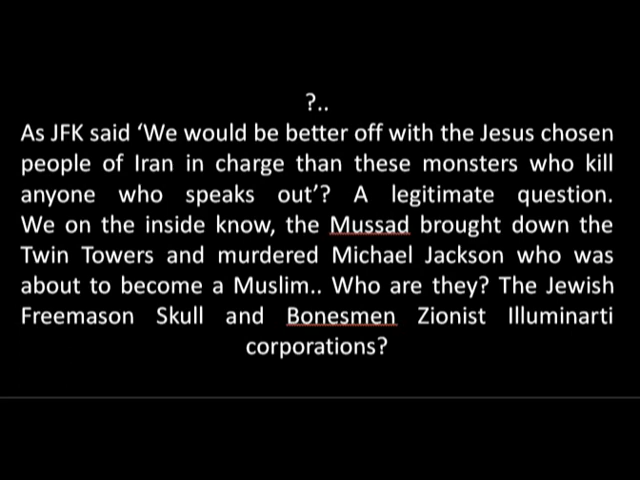 ?..
As JFK said ‘We would be better off with the Jesus chosen
people of Iran in charge than these monsters who kill
anyone who speaks out’? A legitimate question.
We on the inside know, the Mussad brought down the
Twin Towers and murdered Michael Jackson who was
about to become a Muslim.. Who are they? The Jewish
Freemason Skull and Bonesmen Zionist Illuminarti
corporations?